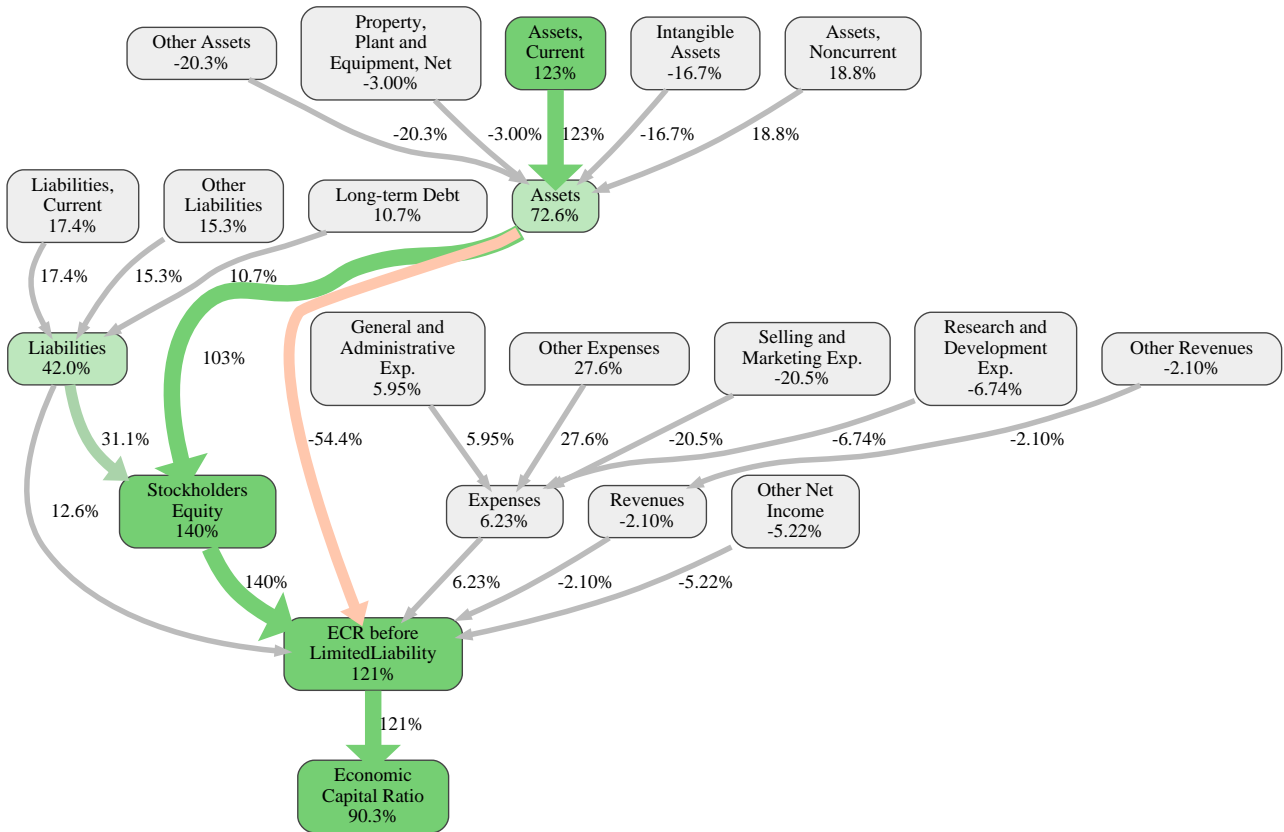 Other Assets
-20.3%
Property,
Plant and
Equipment, Net
-3.00%
Assets,
Current
123%
Intangible
Assets
-16.7%
Assets,
Noncurrent
18.8%
-20.3%
-3.00%
123%
-16.7%
18.8%
Liabilities,
Current
17.4%
Other
Liabilities
15.3%
Long-term Debt
10.7%
Assets
72.6%
17.4%
15.3%
10.7%
Liabilities
42.0%
103%
General and
Administrative
Exp.
5.95%
Other Expenses
27.6%
Selling and
Marketing Exp.
-20.5%
Research and
Development
Exp.
-6.74%
Other Revenues
-2.10%
31.1%
-54.4%
5.95%
27.6%
-20.5%
-6.74%
-2.10%
12.6%
Stockholders
Equity
140%
Expenses
6.23%
Revenues
-2.10%
Other Net
Income
-5.22%
140%
6.23%
-2.10%
-5.22%
ECR before
LimitedLiability
121%
121%
Economic
Capital Ratio
90.3%